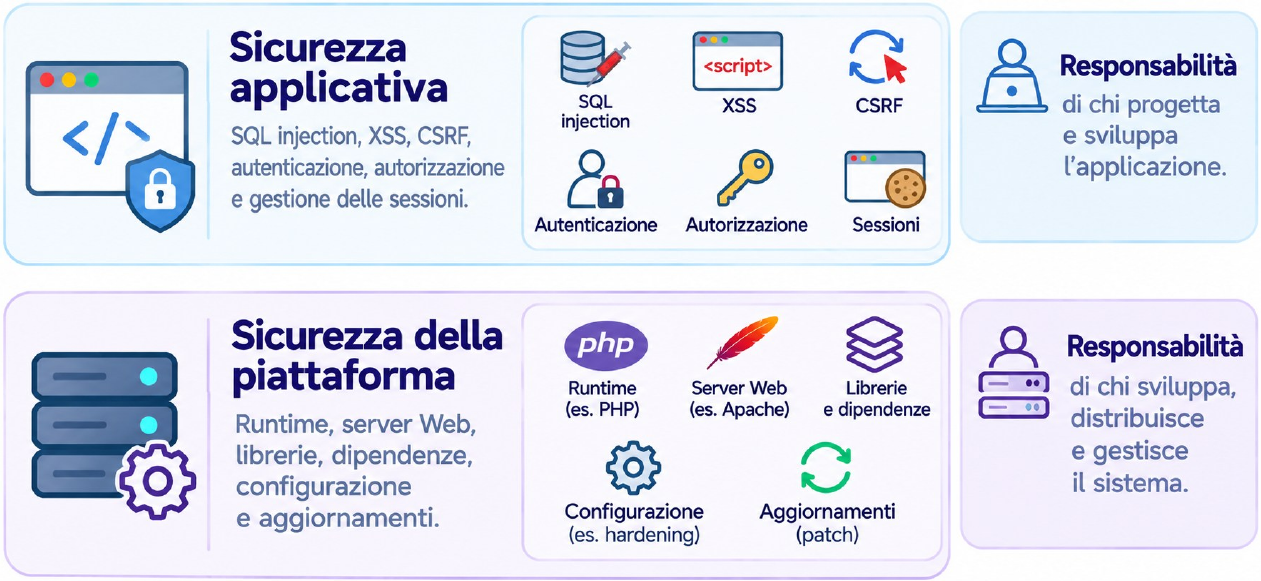 Sicurezza
applicativa
SQL injection, XSS, CSRF,
autenticazione, autorizzazione
e gestione delle sessioni.
SQL
injection
<script>
XSS
CSRF
Autenticazione
Autorizzazione
Sessioni
Responsabilità
di chi progetta
e sviluppa
l’applicazione.
Sicurezza della
piattaforma
Runtime, server Web,
librerie, dipendenze,
configurazione
e aggiornamenti.
php
Runtime
(es. PHP)
Server Web
(es. Apache)
Librerie
e dipendenze
Configurazione
(es. hardening)
Aggiornamenti
(patch)
Responsabilità
di chi sviluppa,
distribuisce
e gestisce
il sistema.